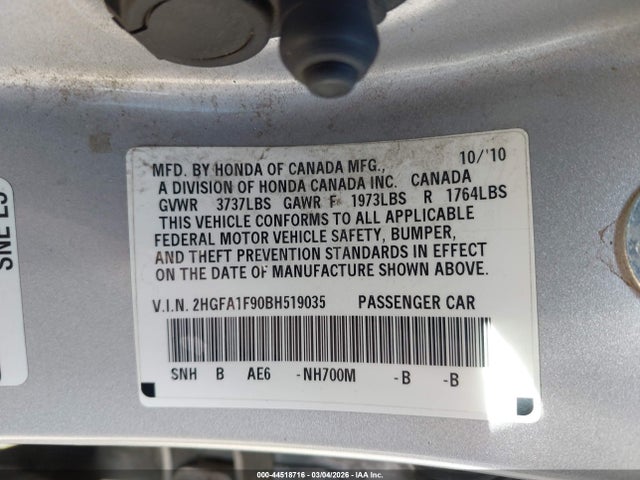 MFD. BY HONDA OF CANADA MFG., 10/'10
A DIVISION OF HONDA CANADA INC. CANADA
GVWR 3737LBS GAWR F 1973LBS R 1764LBS
THIS VEHICLE CONFORMS TO ALL APPLICABLE
FEDERAL MOTOR VEHICLE SAFETY, BUMPER,
AND THEFT PREVENTION STANDARDS IN EFFECT
ON THE DATE OF MANUFACTURE SHOWN ABOVE.
V.I.N. 2HGFA1F90BH519035 PASSENGER CAR
SNH B AE6 -NH700M -B -B
000-44518716 - 03/04/2026 - IAA Inc.